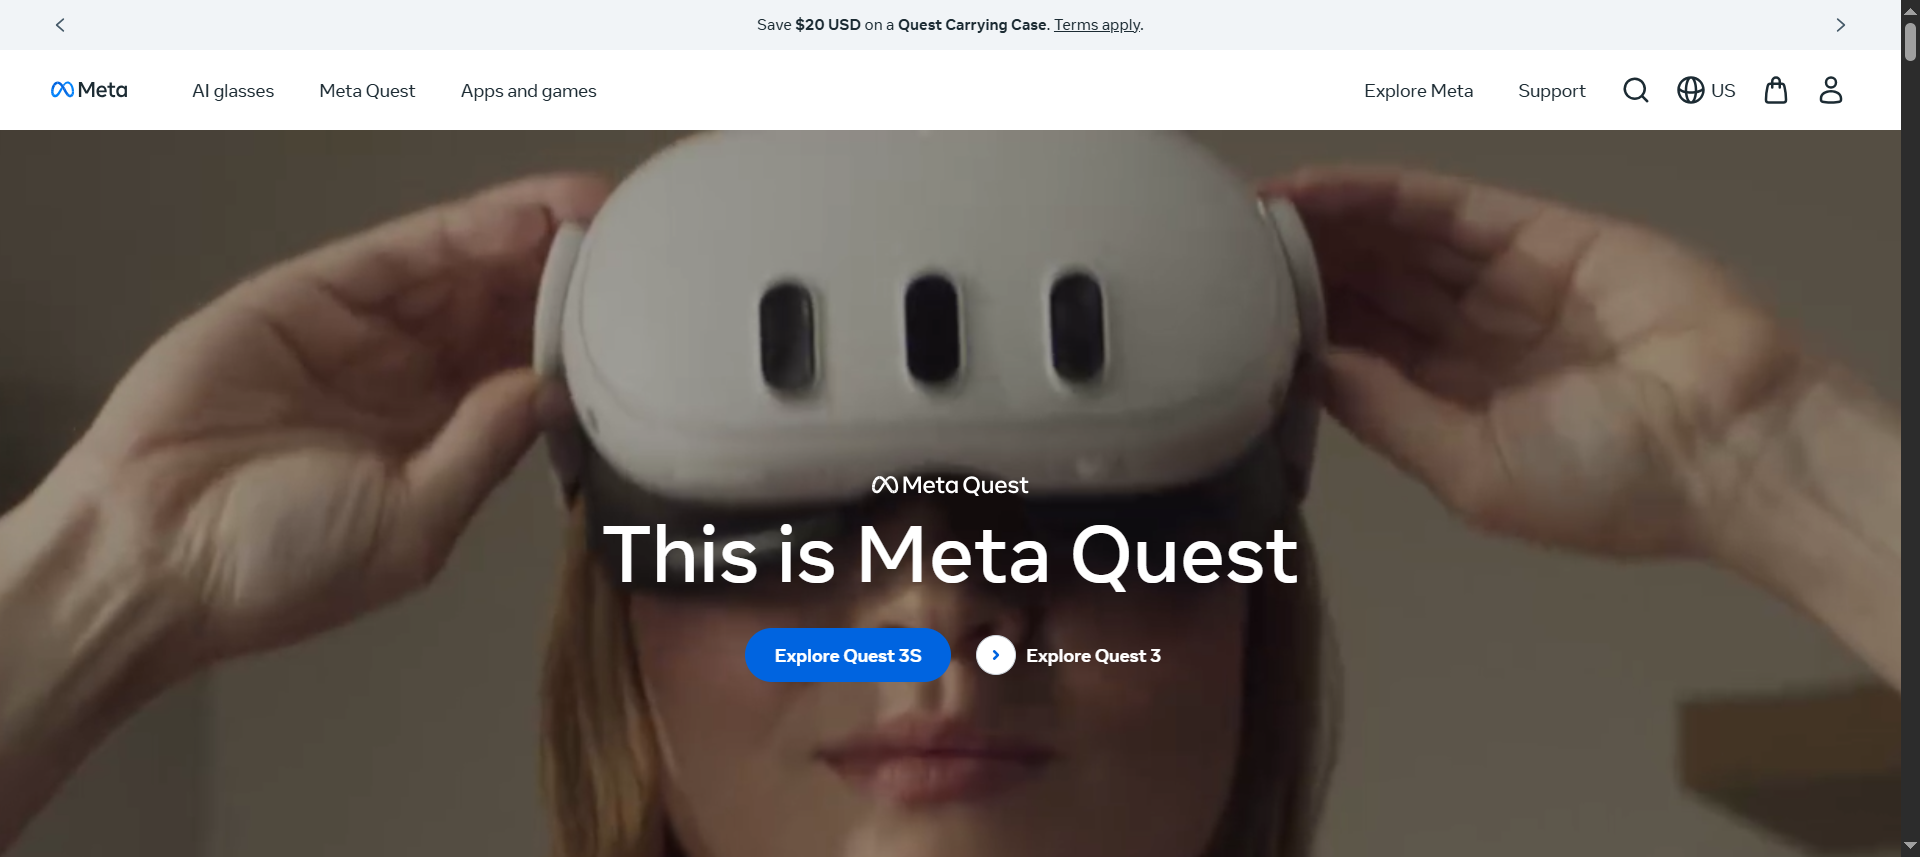 Save $20 USD on a Quest Carrying Case. Terms apply.
Meta AI glasses Meta Quest Apps and games Explore Meta Support US
Meta Quest
This is Meta Quest
Explore Quest 3S Explore Quest 3